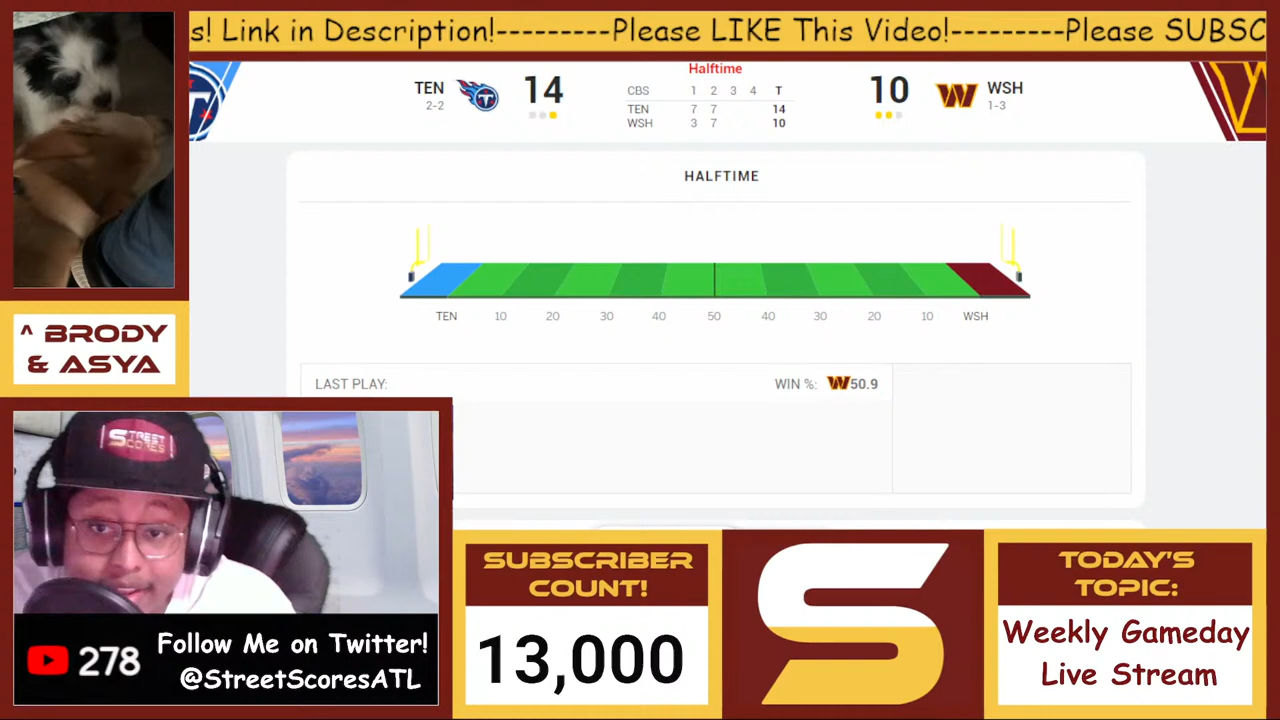 s! Link in Description!---------Please LIKE This Video!---------Please SUBSC
Halftime
TEN
2-2
14
CBS 1 2 3 4 T
TEN 7 7 14
WSH 3 7 10
10
WSH
1-3
HALFTIME
TEN 10 20 30 40 50 40 30 20 10 WSH
LAST PLAY:
WIN %: W 50.9
^ BRODY
& ASYA
STREET
SCORES
278
Follow Me on Twitter!
@StreetScoresATL
SUBSCRIBER
COUNT!
13,000
S
TODAY'S
TOPIC:
Weekly Gameday
Live Stream